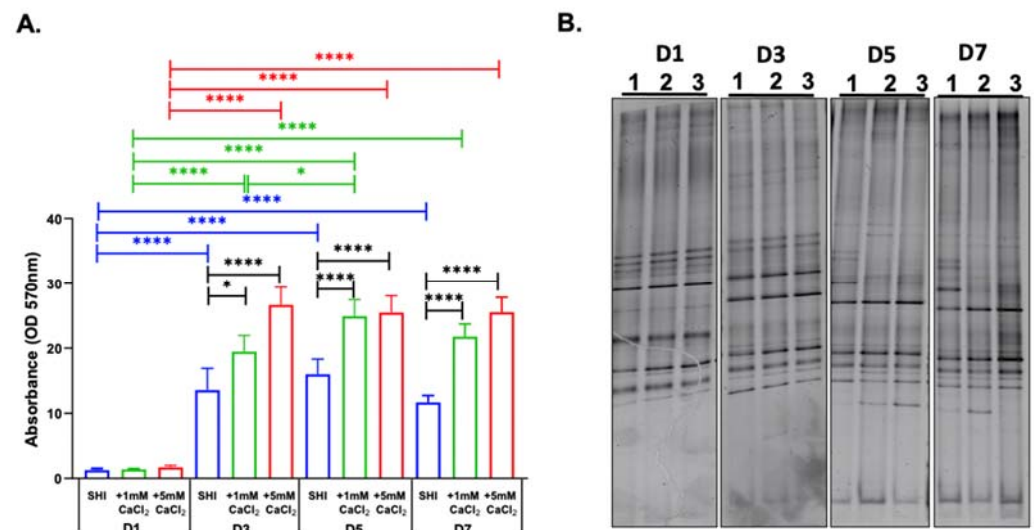 A.
****
****
****
****
****
**** *
****
****
****
40
30
20
10
0
Absorbance (OD 570nm)
****
*
****
****
****
****
SHI +1mM CaCl₂ +5mM CaCl₂ SHI +1mM CaCl₂ +5mM CaCl₂ SHI +1mM CaCl₂ +5mM CaCl₂ SHI +1mM CaCl₂ +5mM CaCl₂
D1 D3 D5 D7
B.
D1 D3 D5 D7
1 2 3 1 2 3 1 2 3 1 2 3